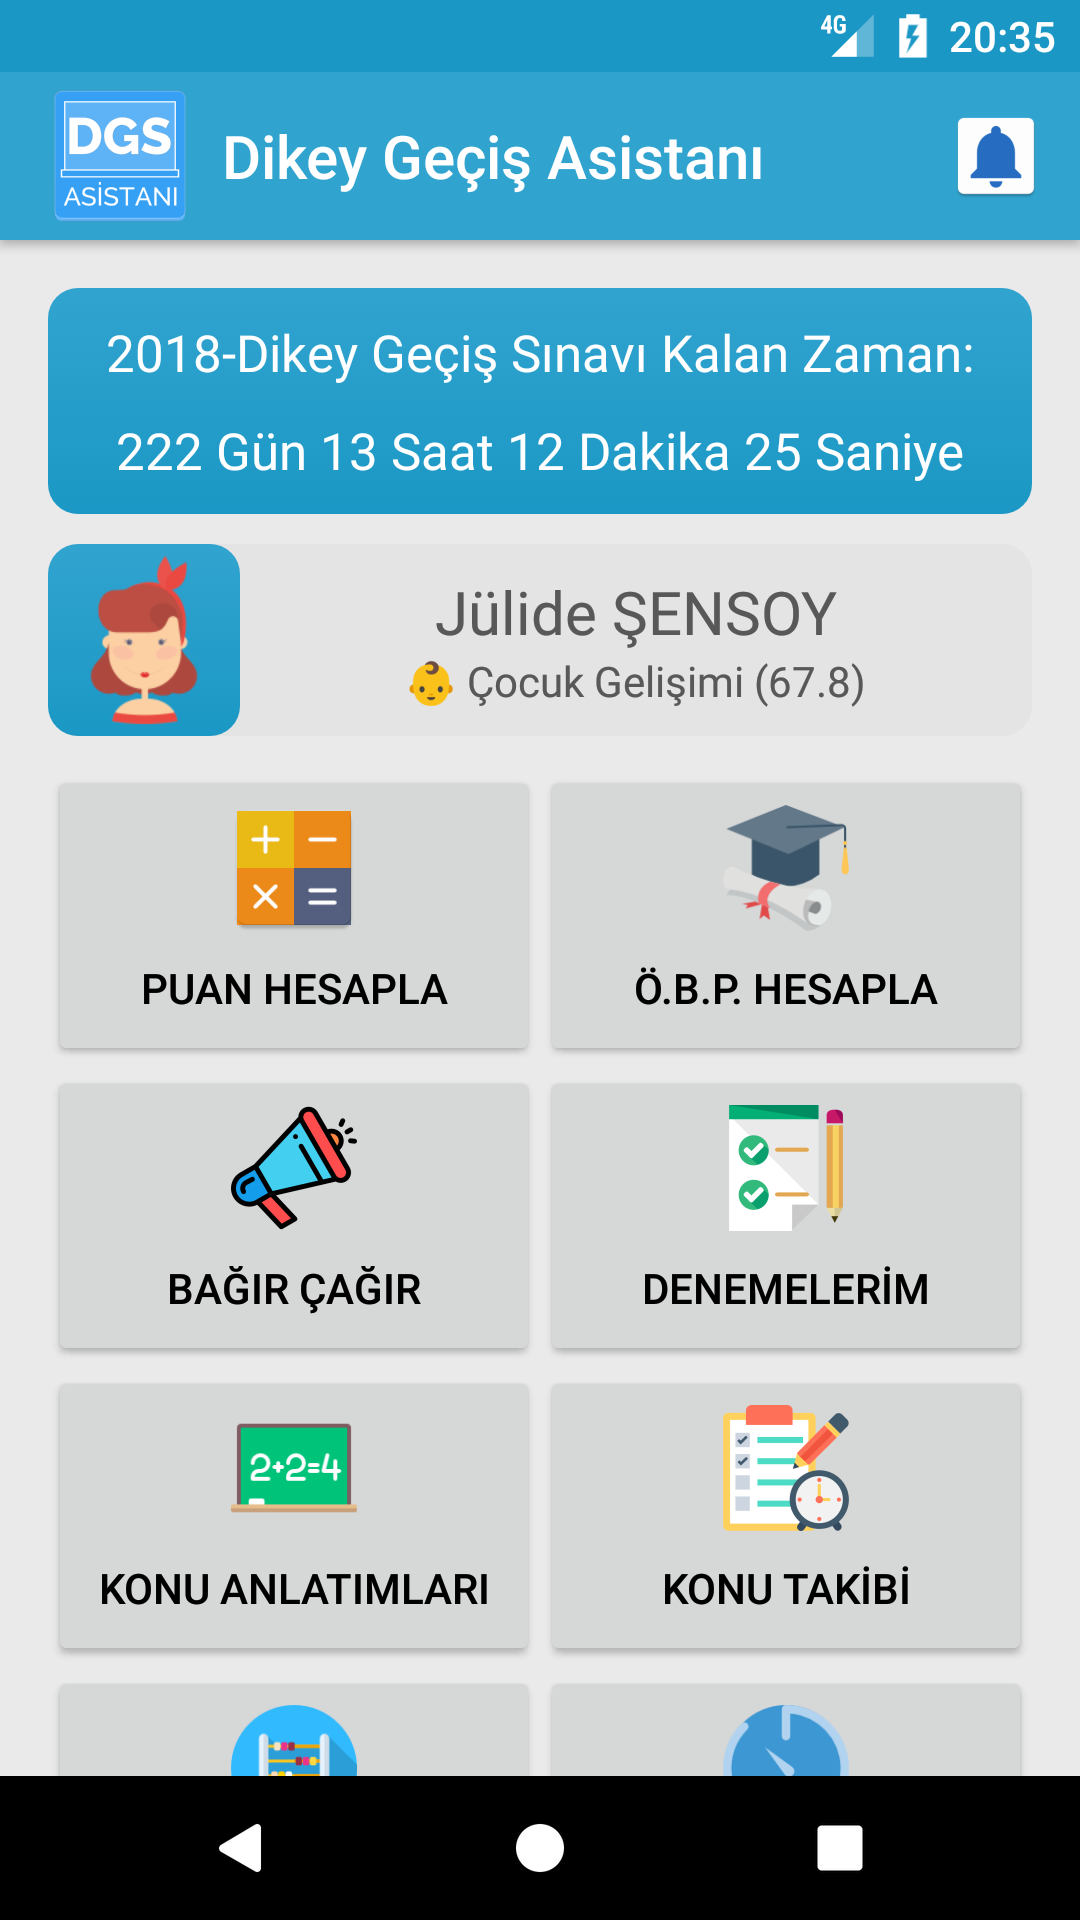 4G 20:35
DGS
ASİSTANI
Dikey Geçiş Asistanı
2018-Dikey Geçiş Sınavı Kalan Zaman:
222 Gün 13 Saat 12 Dakika 25 Saniye
Jülide ŞENSOY
👶 Çocuk Gelişimi (67.8)
PUAN HESAPLA
Ö.B.P. HESAPLA
BAĞIR ÇAĞIR
DENEMELERİM
2+2=4
KONU ANLATIMLARI
KONU TAKİBİ